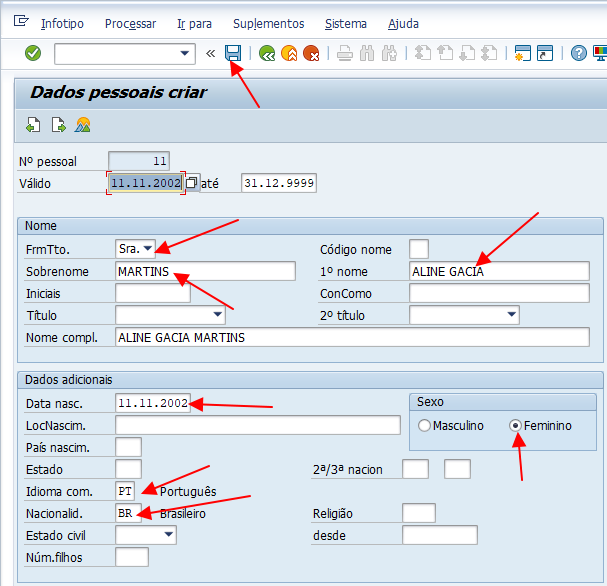 Infotipo Processar Ir para Suplementos Sistema Ajuda
Dados pessoais criar
Nº pessoal 11
Válido 11.11.2002 até 31.12.9999
Nome
FrmTto. Sra. Código nome
Sobrenome MARTINS 1º nome ALINE GACIA
Iniciais ConComo
Título 2º título
Nome compl. ALINE GACIA MARTINS
Dados adicionais
Data nasc. 11.11.2002 Sexo
LocNascim. Masculino Feminino
País nascim.
Estado 2ª/3ª nacion
Idioma com. PT Português
Nacionalid. BR Brasileiro Religião
Estado civil desde
Núm.filhos